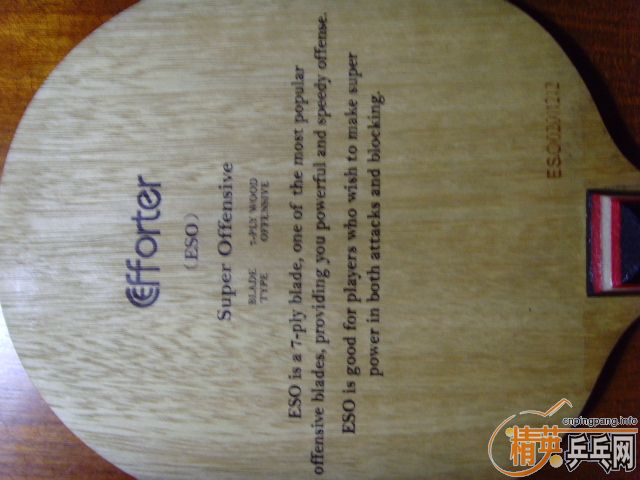 Efforter
(ESO)
Super Offensive
BLADE 7-PLY WOOD
TYPE OFFENSIVE
ESO is a 7-ply blade, one of the most popular
offensive blades, providing you powerful and speedy offense.
ESO is good for players who wish to make super
power in both attacks and blocking.
cnpingpang.info
精英乒乓网